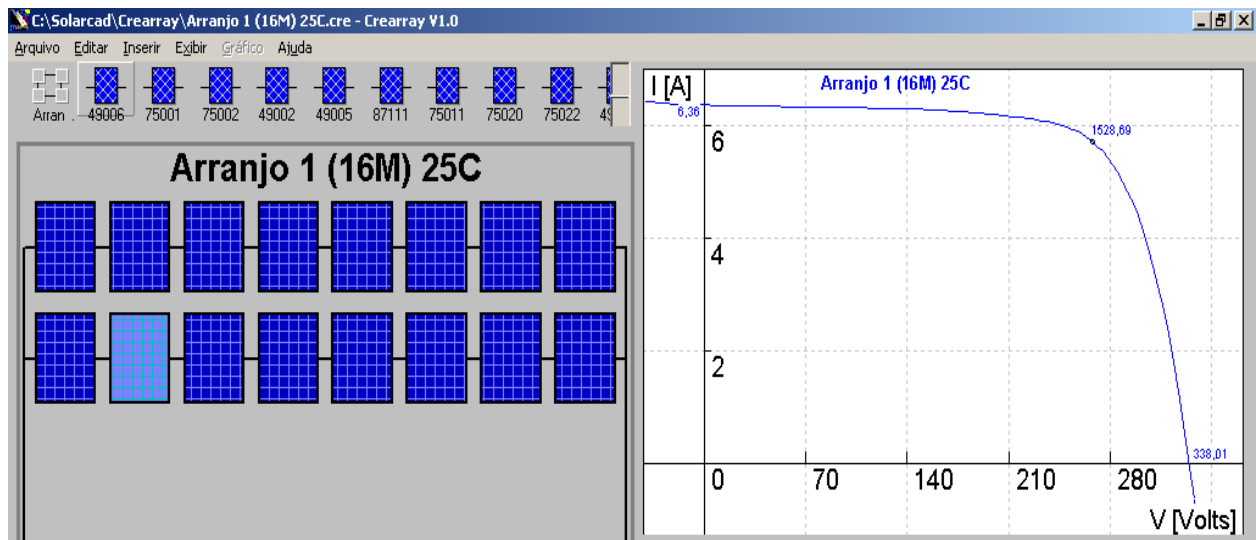 C:\Solarcad\Crearray\Arranjo 1 (16M) 25C.cre - Crearray V1.0
Arquivo Editar Inserir Exibir Gráfico Ajuda
Arran . 49006 75001 75002 49002 49005 87111 75011 75020 75022
Arranjo 1 (16M) 25C
I [A]
Arranjo 1 (16M) 25C
6,36
6
1528,69
4
2
338,01
0 70 140 210 280
V [Volts]